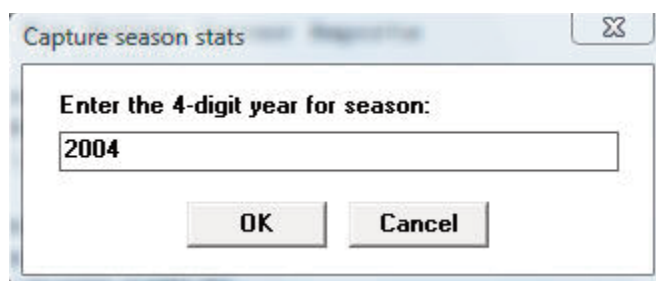 Capture season stats
Enter the 4-digit year for season:
2004
OK Cancel